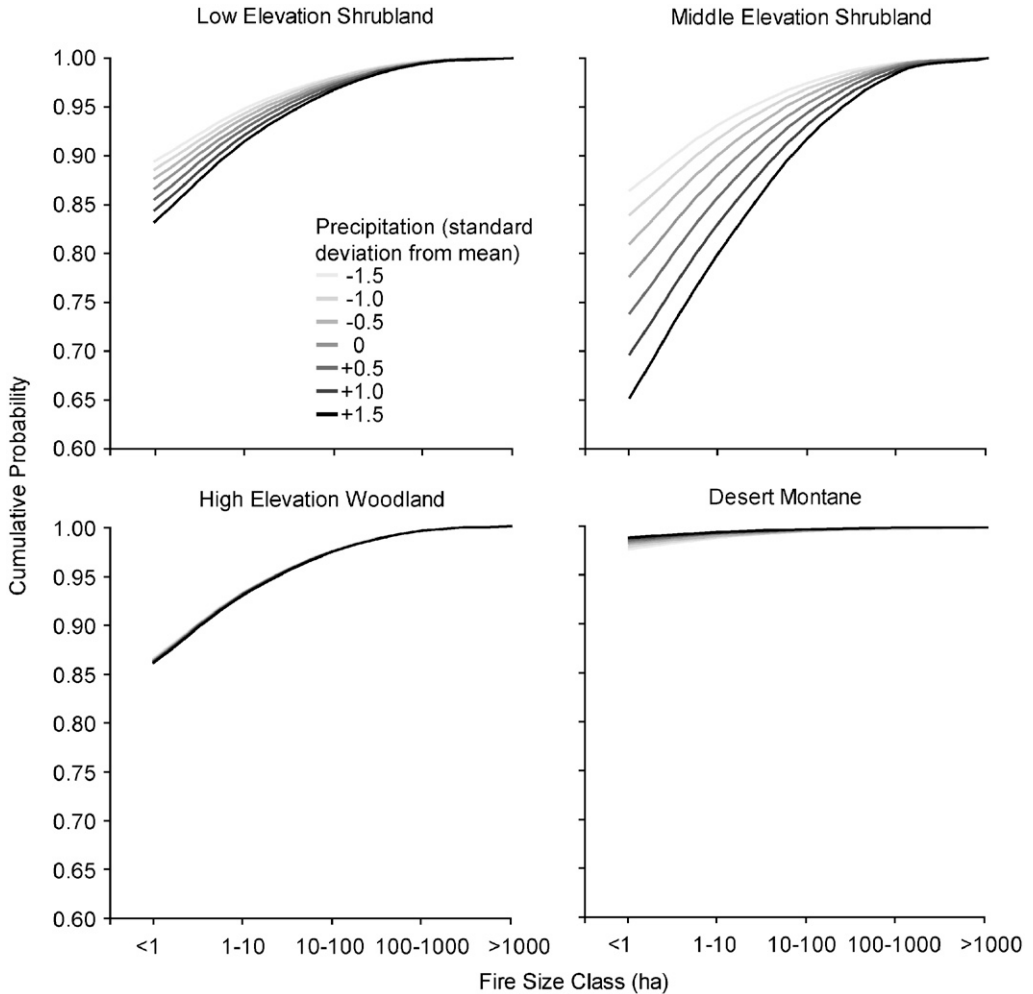 Low Elevation Shrubland
Middle Elevation Shrubland
1.00
0.95
0.90
0.85
0.80
0.75
0.70
0.65
0.60
Precipitation (standard
deviation from mean)
-1.5
-1.0
-0.5
0
+0.5
+1.0
+1.5
Cumulative Probability
High Elevation Woodland
Desert Montane
1.00
0.95
0.90
0.85
0.80
0.75
0.70
0.65
0.60
<1 1-10 10-100 100-1000 >1000
<1 1-10 10-100 100-1000 >1000
Fire Size Class (ha)